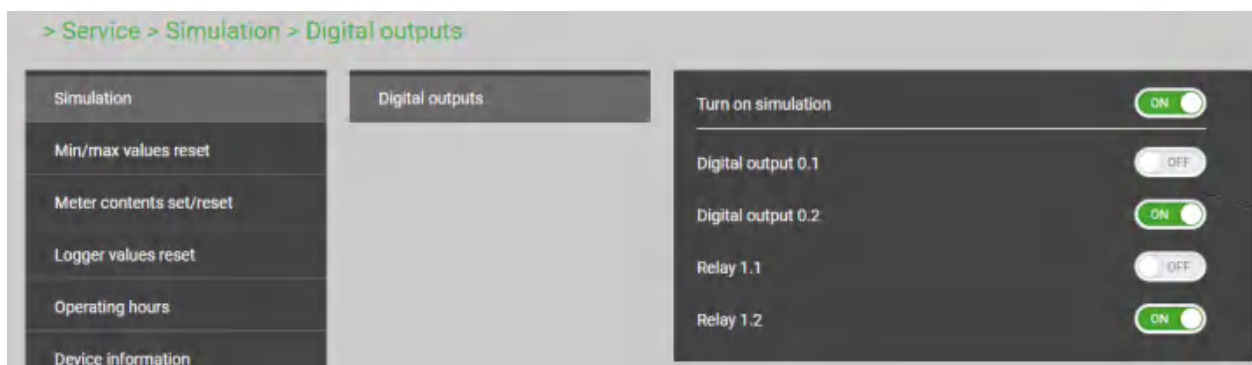 > Service > Simulation > Digital outputs
Simulation
Min/max values reset
Meter contents set/reset
Logger values reset
Operating hours
Device information
Digital outputs
Turn on simulation ON
Digital output 0.1 OFF
Digital output 0.2 ON
Relay 1.1 OFF
Relay 1.2 ON